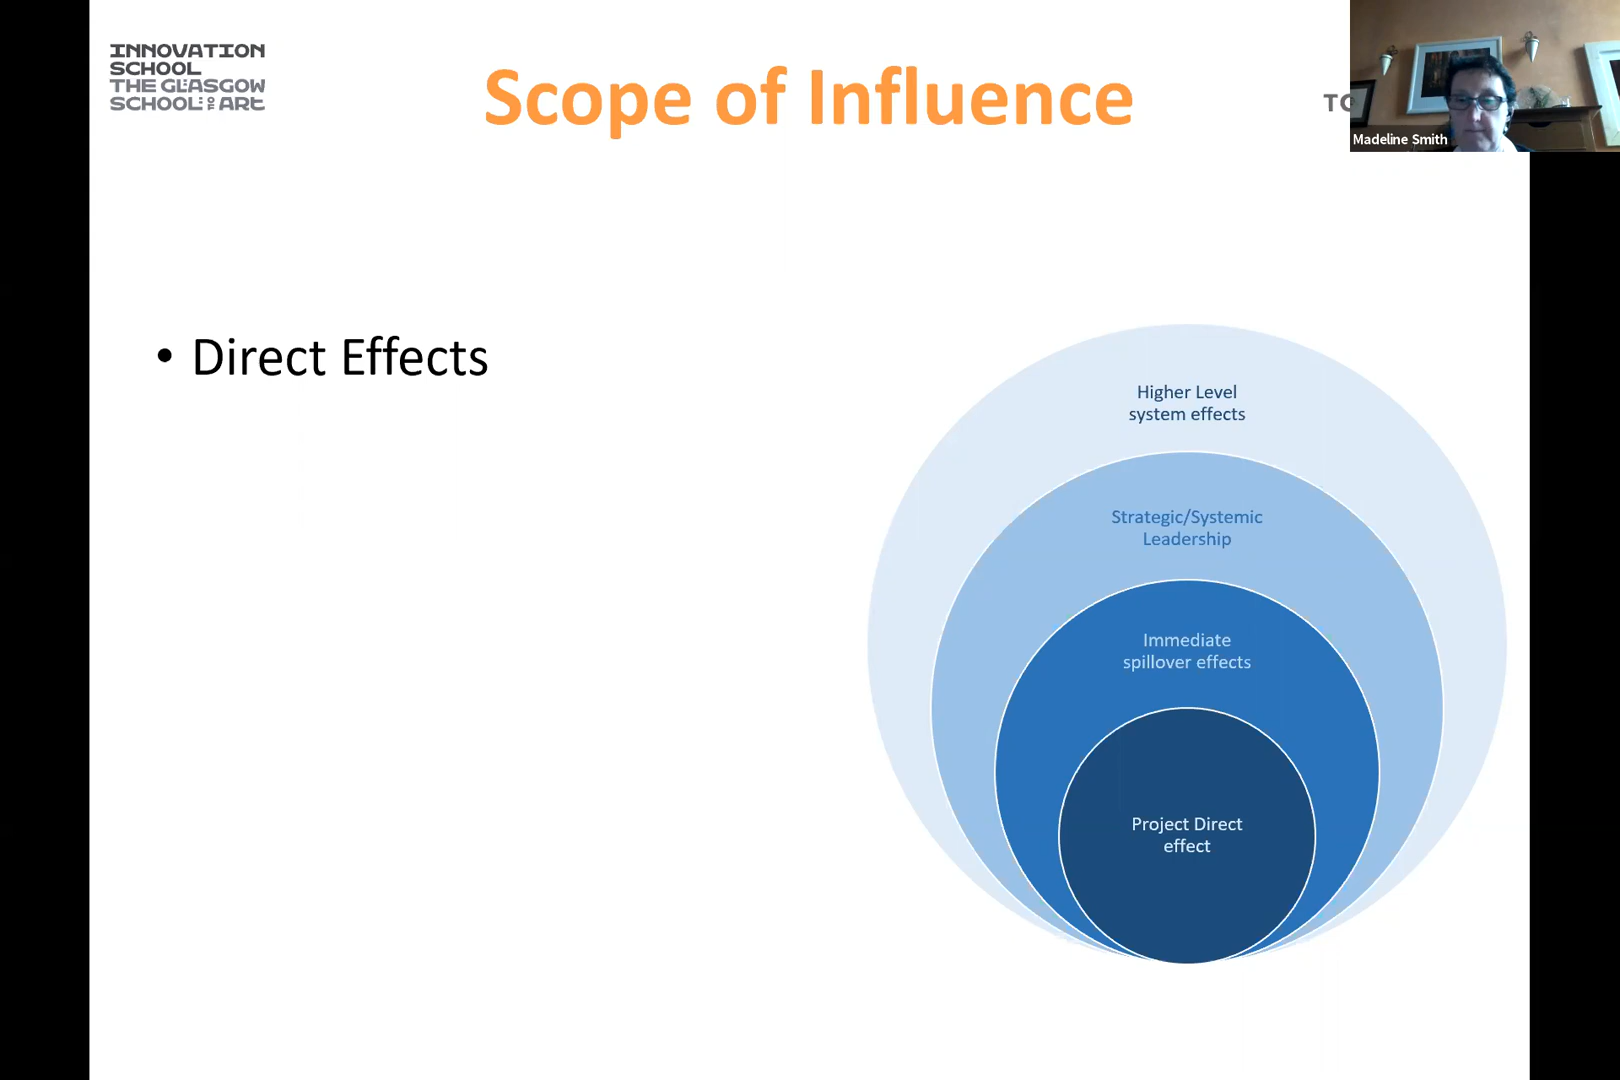 INNOVATION
SCHOOL
THE GLASGOW
SCHOOL OF ART
Scope of Influence
Madeline Smith
• Direct Effects
Higher Level
system effects
Strategic/Systemic
Leadership
Immediate
spillover effects
Project Direct
effect